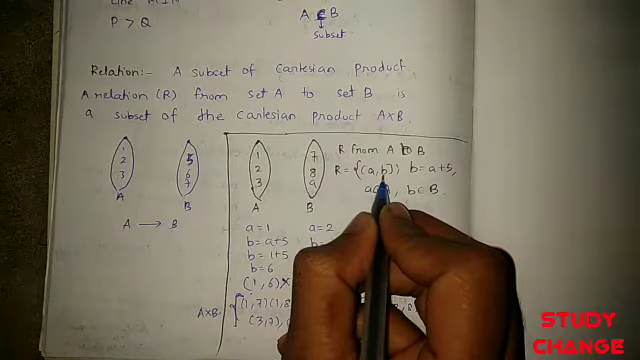 P > Q
A ⊂ B
Subset
Relation:- A subset of Cartesian product.
A relation (R) from set A to set B is
a subset of the cartesian product A×B.
1
2
3
A
5
6
7
B
A → B
1
2
3
A
7
8
9
B
R from A to B
R = {(a,b); b = a+5,
, b ∈ B.
a = 1
b = a+5
b = 1+5
b = 6
(1,6)×
a = 2
A×B
(1,7)(1,8
(3,7),
STUDY
CHANGE